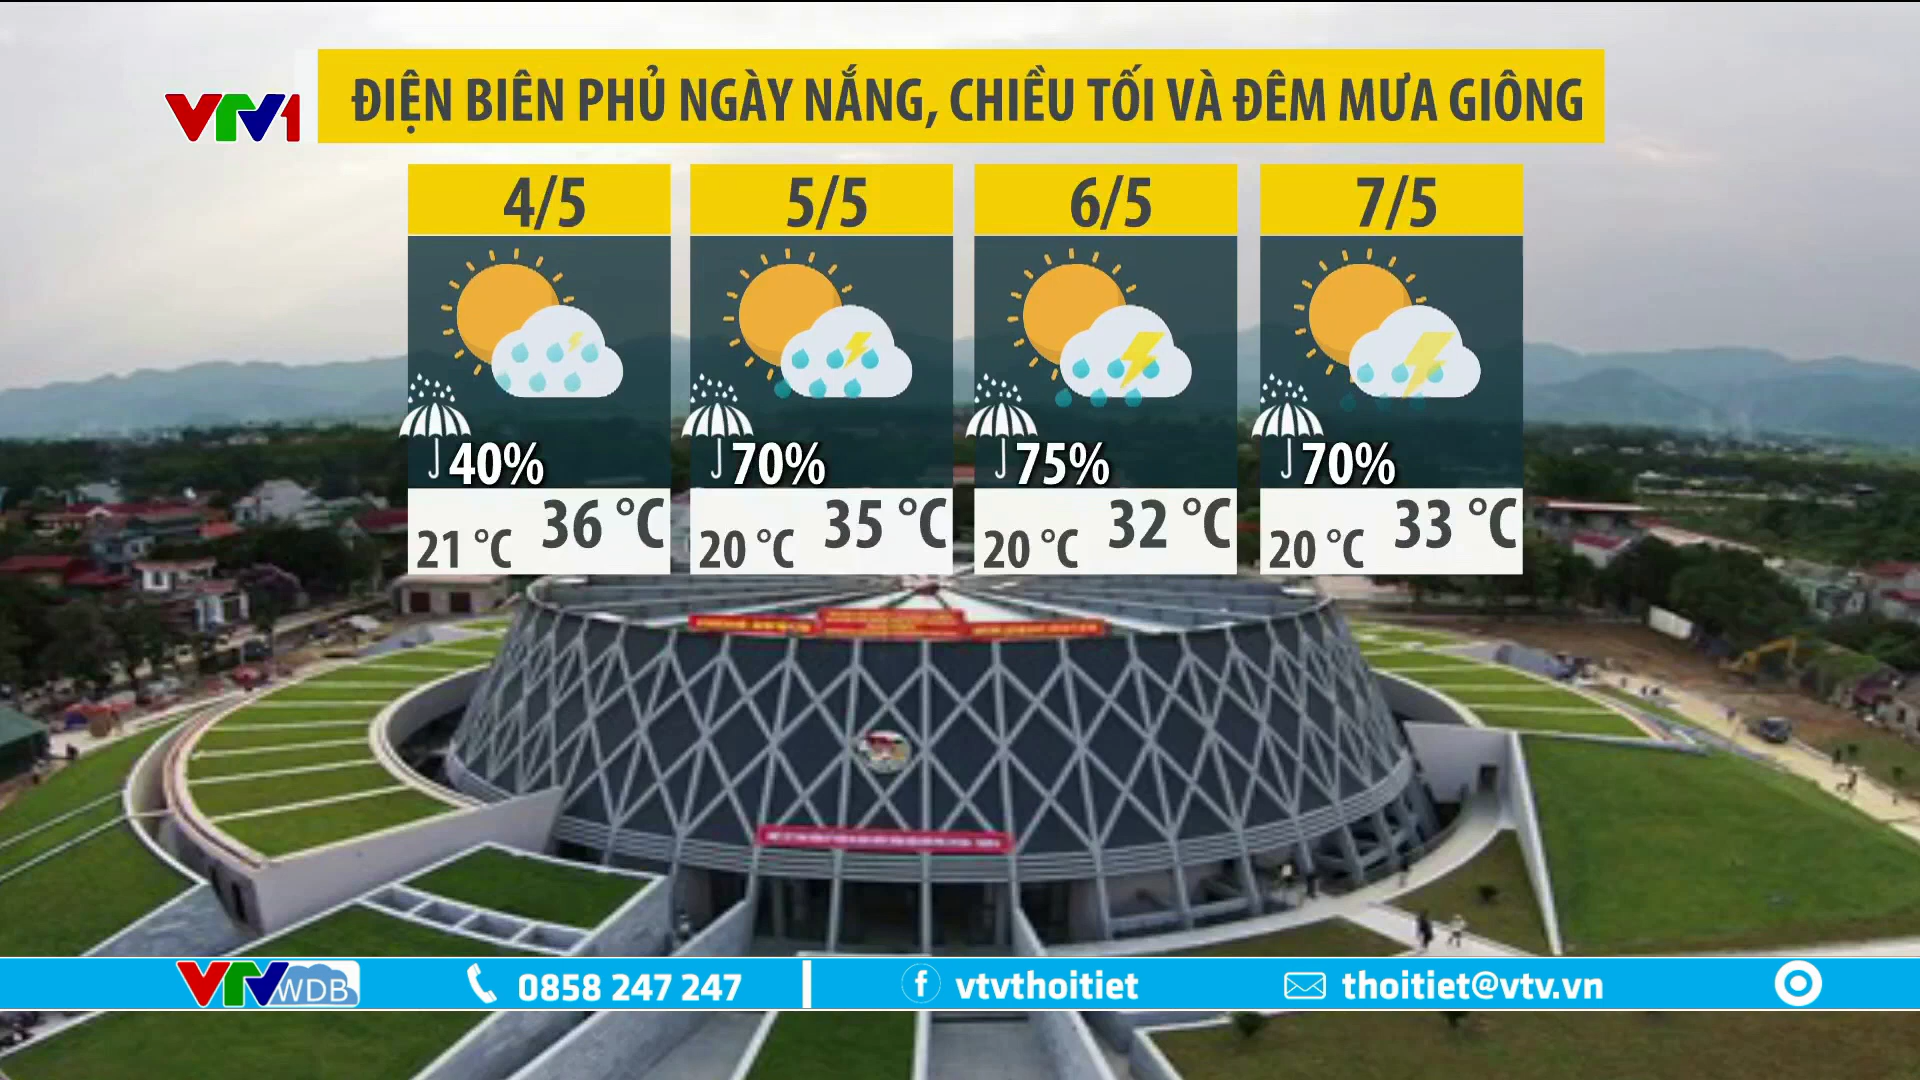 VTV1
ĐIỆN BIÊN PHỦ NGÀY NẮNG, CHIỀU TỐI VÀ ĐÊM MƯA GIÔNG
4/5 5/5 6/5 7/5
40% 70% 75% 70%
21 °C 36 °C 20 °C 35 °C 20 °C 32 °C 20 °C 33 °C
VTV WDB 0858 247 247 vtvthoitiet thoitiet@vtv.vn